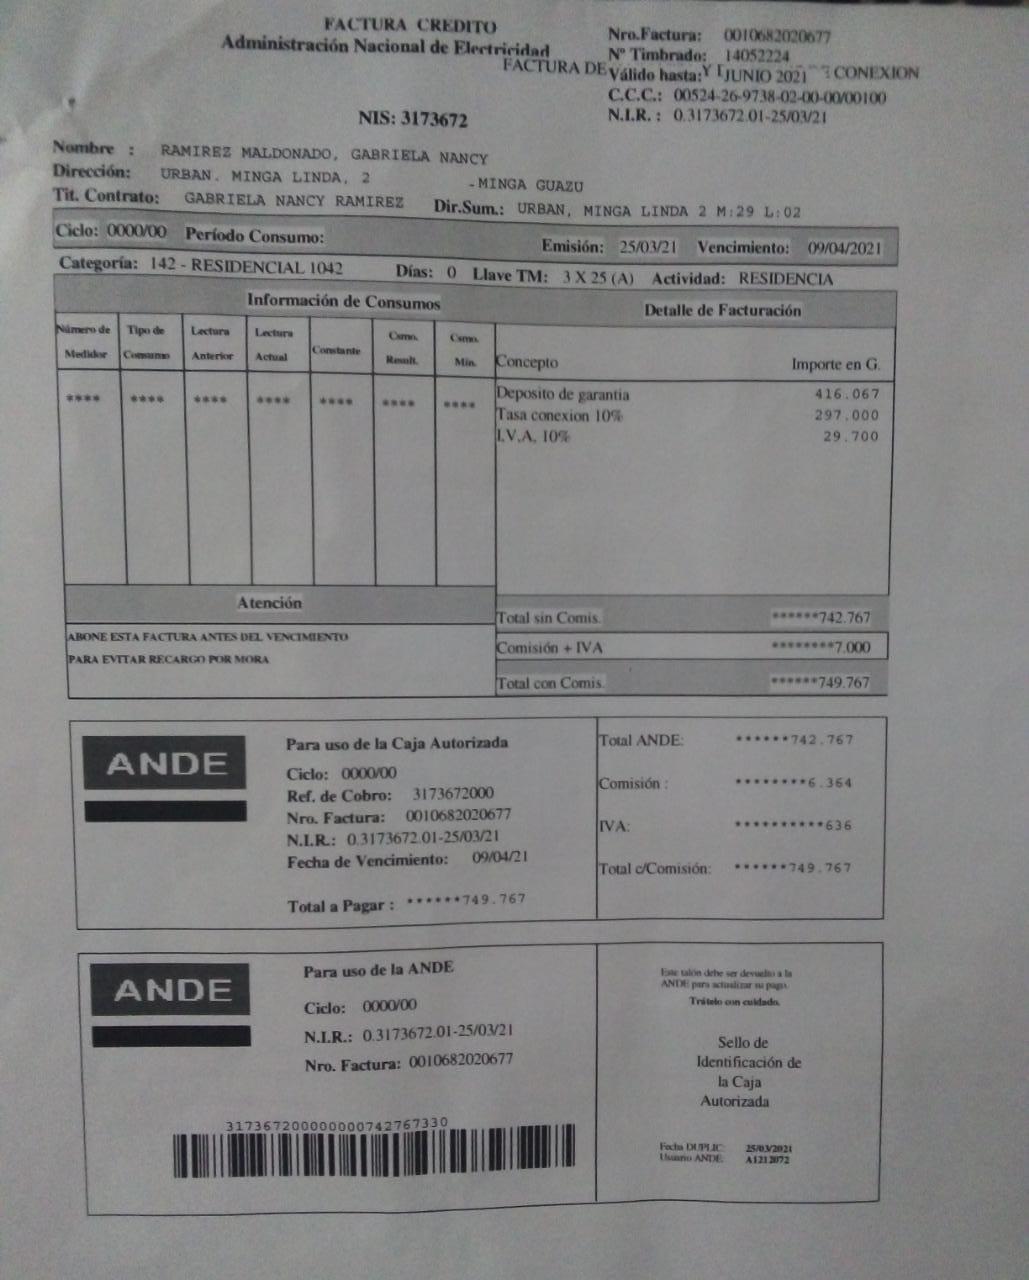 FACTURA CREDITO
Administración Nacional de Electricidad
Nro.Factura: 0010682020677
Nº Timbrado: 14052224
FACTURA DE
Válido hasta: JUNIO 2021 CONEXION
C.C.C.: 00524-26-9738-02-00-00/00100
NIS: 3173672
N.I.R. : 0.3173672.01-25/03/21
Nombre : RAMIREZ MALDONADO, GABRIELA NANCY
Dirección: URBAN. MINGA LINDA, 2 -MINGA GUAZU
Tit. Contrato: GABRIELA NANCY RAMIREZ Dir.Sum.: URBAN, MINGA LINDA 2 M:29 L:02
Ciclo: 0000/00 Período Consumo: Emisión: 25/03/21 Vencimiento: 09/04/2021
Categoría: 142 - RESIDENCIAL 1042 Días: 0 Llave TM: 3 X 25 (A) Actividad: RESIDENCIA
Información de Consumos Detalle de Facturación
Número de Tipo de Lectura Lectura Constante Csmo. Csmo.
Medidor Consumo Anterior Actual Result. Min. Concepto Importe en G.
**** **** **** **** **** **** ****
Deposito de garantia 416.067
Tasa conexion 10% 297.000
I.V.A. 10% 29.700
Atención
Total sin Comis. ******742.767
ABONE ESTA FACTURA ANTES DEL VENCIMIENTO
PARA EVITAR RECARGO POR MORA
Comisión + IVA ********7.000
Total con Comis. ******749.767
ANDE
Para uso de la Caja Autorizada
Ciclo: 0000/00
Ref. de Cobro: 3173672000
Nro. Factura: 0010682020677
N.I.R.: 0.3173672.01-25/03/21
Fecha de Vencimiento: 09/04/21
Total a Pagar : ******749.767
Total ANDE: ******742.767
Comisión : ********6.364
IVA: **********636
Total c/Comisión: ******749.767
ANDE
Para uso de la ANDE
Ciclo: 0000/00
N.I.R.: 0.3173672.01-25/03/21
Nro. Factura: 0010682020677
317367200000000742767330
Este talón debe ser devuelto a la
ANDE para actualizar su pago.
Trátelo con cuidado.
Sello de
Identificación de
la Caja
Autorizada
Fecha DUPLIC: 25/03/2021
Usuario ANDE: A1212072